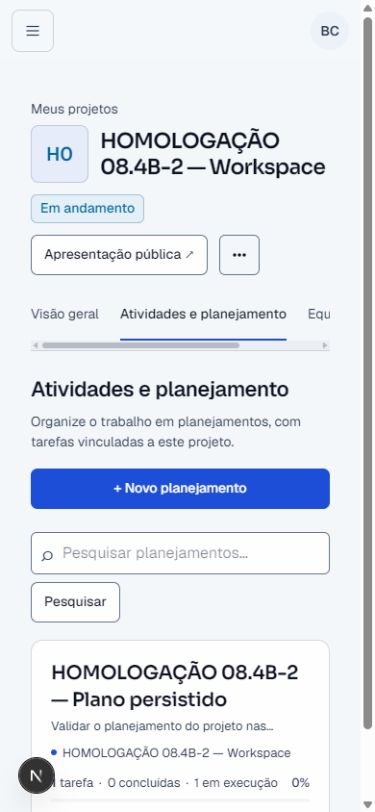 BC
Meus projetos
H0
HOMOLOGAÇÃO
08.4B-2 — Workspace
Em andamento
Apresentação pública ↗
•••
Visão geral Atividades e planejamento Equ
Atividades e planejamento
Organize o trabalho em planejamentos, com
tarefas vinculadas a este projeto.
+ Novo planejamento
Pesquisar planejamentos...
Pesquisar
HOMOLOGAÇÃO 08.4B-2
— Plano persistido
Validar o planejamento do projeto nas...
HOMOLOGAÇÃO 08.4B-2 — Workspace
N
tarefa · 0 concluídas · 1 em execução 0%